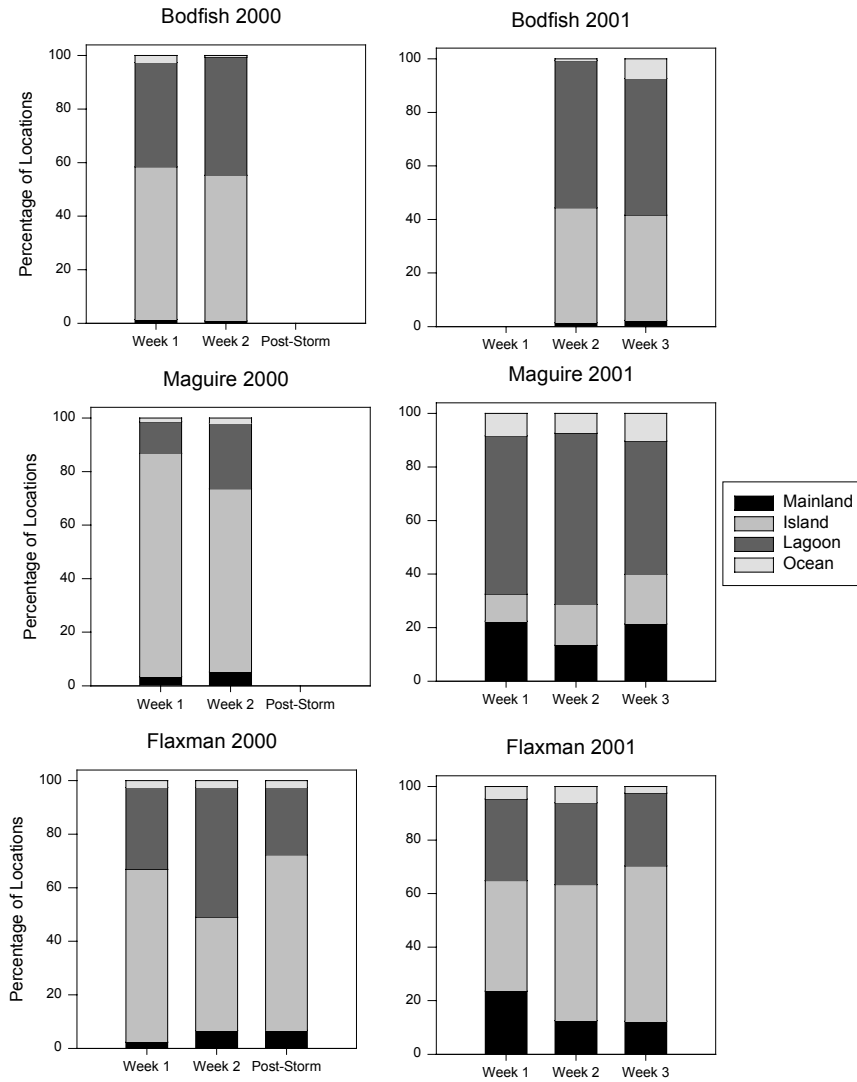 Bodfish 2000
Percentage of Locations
100
80
60
40
20
0
Week 1 Week 2 Post-Storm
Bodfish 2001
100
80
60
40
20
0
Week 1 Week 2 Week 3
Maguire 2000
Percentage of Locations
100
80
60
40
20
0
Week 1 Week 2 Post-Storm
Maguire 2001
100
80
60
40
20
0
Week 1 Week 2 Week 3
Mainland
Island
Lagoon
Ocean
Flaxman 2000
Percentage of Locations
100
80
60
40
20
0
Week 1 Week 2 Post-Storm
Flaxman 2001
100
80
60
40
20
0
Week 1 Week 2 Week 3